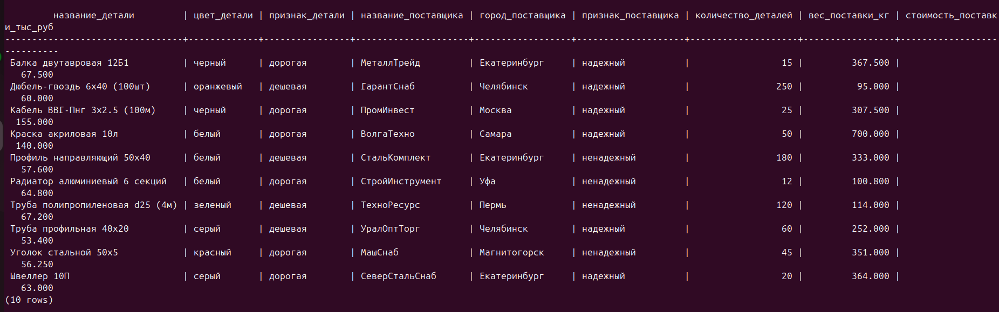 название_детали | цвет_детали | признак_детали | название_поставщика | город_поставщика | признак_поставщика | количество_деталей | вес_поставки_кг | стоимость_поставк
и_тыс_руб
---------------------------------+-------------+----------------+---------------------+------------------+--------------------+--------------------+-----------------+------------------
----------
Балка двутавровая 12Б1 | черный | дорогая | МеталлТрейд | Екатеринбург | надежный | 15 | 367.500 |
67.500
Дюбель-гвоздь 6х40 (100шт) | оранжевый | дешевая | ГарантСнаб | Челябинск | надежный | 250 | 95.000 |
60.000
Кабель ВВГ-Пнг 3х2.5 (100м) | черный | дорогая | ПромИнвест | Москва | надежный | 25 | 307.500 |
155.000
Краска акриловая 10л | белый | дорогая | ВолгаТехно | Самара | надежный | 50 | 700.000 |
140.000
Профиль направляющий 50х40 | белый | дешевая | СтальКомплект | Екатеринбург | ненадежный | 180 | 333.000 |
57.600
Радиатор алюминиевый 6 секций | белый | дорогая | СтройИнструмент | Уфа | ненадежный | 12 | 100.800 |
64.800
Труба полипропиленовая d25 (4м) | зеленый | дешевая | ТехноРесурс | Пермь | ненадежный | 120 | 114.000 |
67.200
Труба профильная 40х20 | серый | дешевая | УралОптТорг | Челябинск | надежный | 60 | 252.000 |
53.400
Уголок стальной 50х5 | красный | дорогая | МашСнаб | Магнитогорск | ненадежный | 45 | 351.000 |
56.250
Швеллер 10П | серый | дорогая | СеверСтальСнаб | Екатеринбург | надежный | 20 | 364.000 |
63.000
(10 rows)